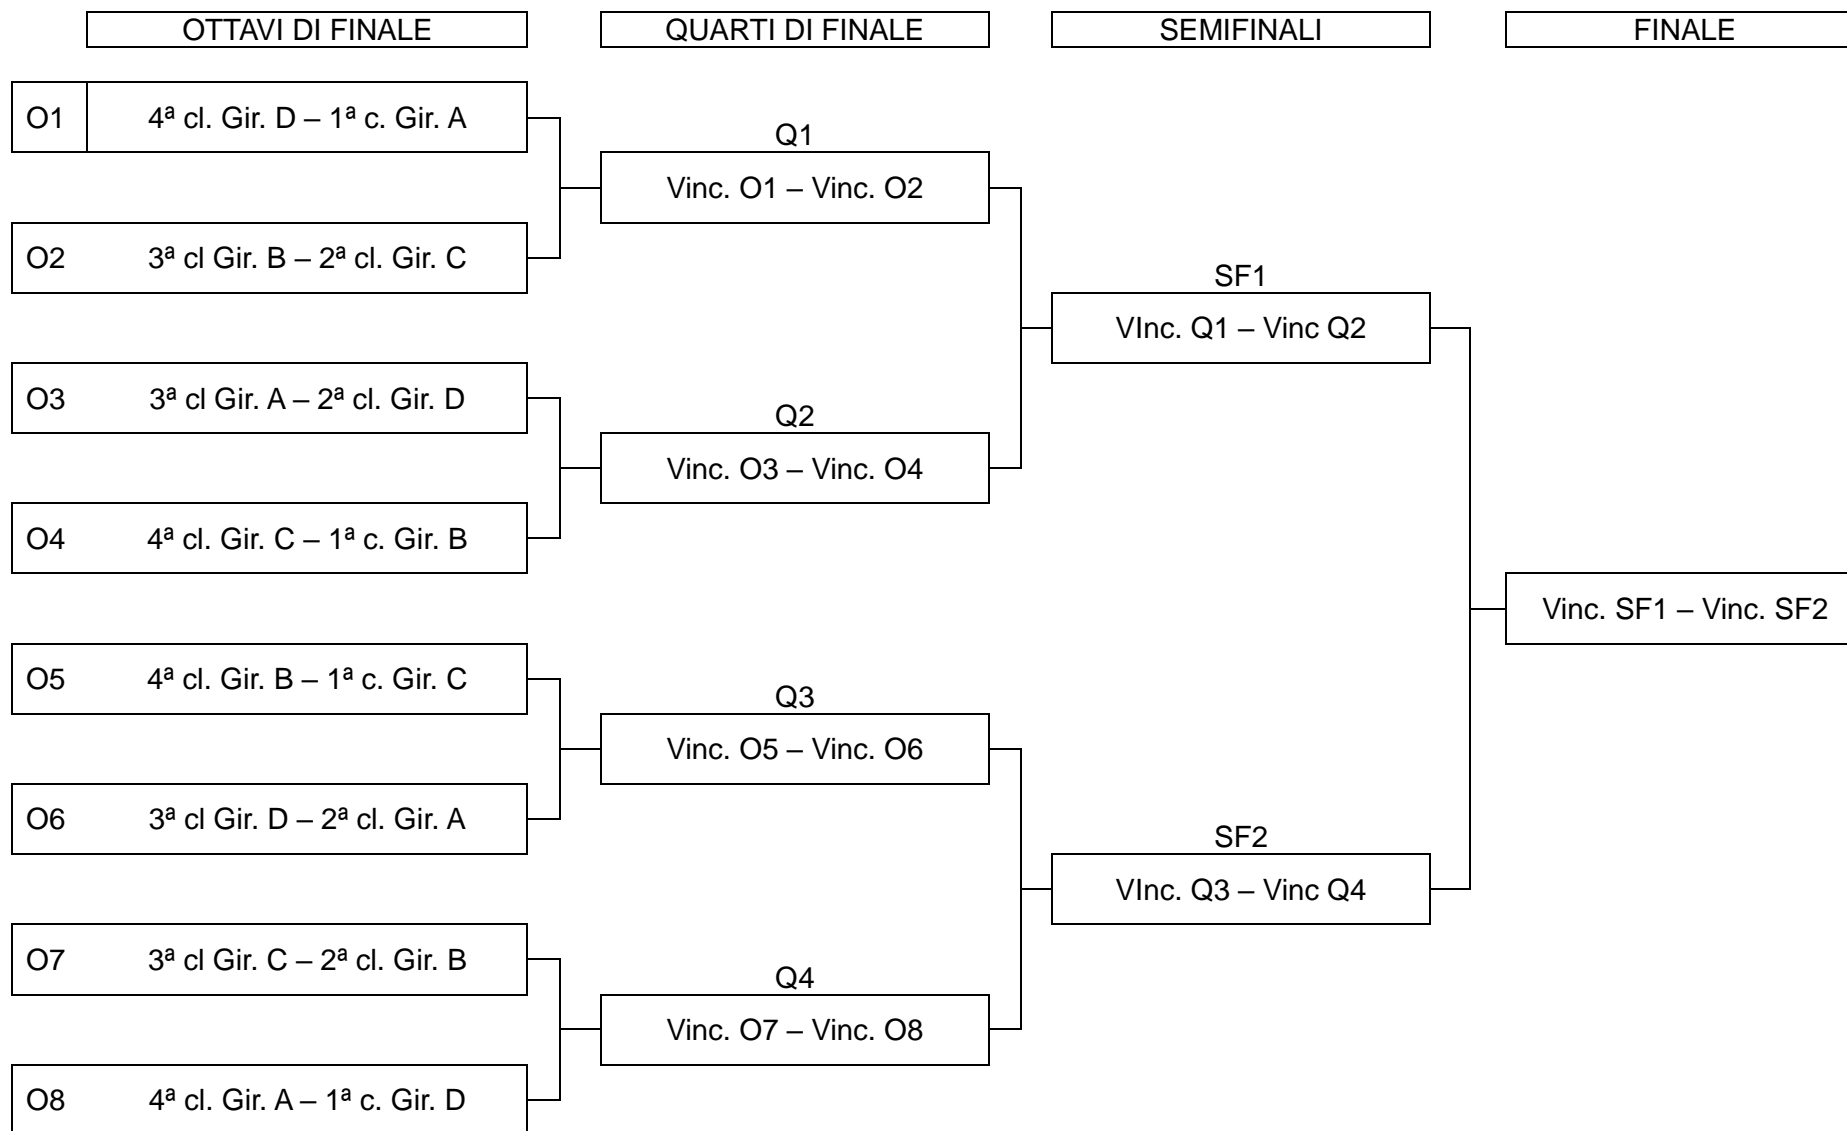 OTTAVI DI FINALE
QUARTI DI FINALE
SEMIFINALI
FINALE
O1 4ª cl. Gir. D – 1ª c. Gir. A
Q1
Vinc. O1 – Vinc. O2
O2 3ª cl Gir. B – 2ª cl. Gir. C
SF1
VInc. Q1 – Vinc Q2
O3 3ª cl Gir. A – 2ª cl. Gir. D
Q2
Vinc. O3 – Vinc. O4
O4 4ª cl. Gir. C – 1ª c. Gir. B
Vinc. SF1 – Vinc. SF2
O5 4ª cl. Gir. B – 1ª c. Gir. C
Q3
Vinc. O5 – Vinc. O6
O6 3ª cl Gir. D – 2ª cl. Gir. A
SF2
VInc. Q3 – Vinc Q4
O7 3ª cl Gir. C – 2ª cl. Gir. B
Q4
Vinc. O7 – Vinc. O8
O8 4ª cl. Gir. A – 1ª c. Gir. D